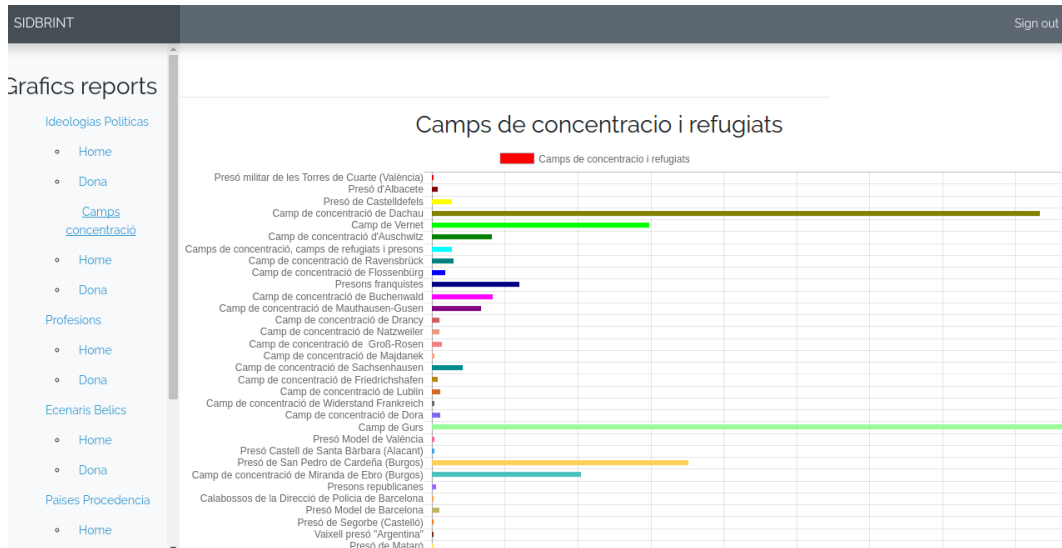 SIDBRINT
Sign out
Grafics reports
Ideologias Politicas
Home
Dona
Camps
concentració
Home
Dona
Profesions
Home
Dona
Ecenaris Belics
Home
Dona
Paises Procedencia
Home
Camps de concentracio i refugiats
Camps de concentracio i refugiats
Presó militar de les Torres de Cuarte (València)
Presó d'Albacete
Presó de Castelldefels
Camp de concentració de Dachau
Camp de Vernet
Camp de concentració d'Auschwitz
Camps de concentració, camps de refugiats i presons
Camp de concentració de Ravensbrück
Camp de concentració de Flossenbürg
Presons franquistes
Camp de concentració de Buchenwald
Camp de concentració de Mauthausen-Gusen
Camp de concentració de Drancy
Camp de concentració de Natzweiler
Camp de concentració de Groß-Rosen
Camp de concentració de Majdanek
Camp de concentració de Sachsenhausen
Camp de concentració de Friedrichshafen
Camp de concentració de Lublin
Camp de concentració de Widerstand Frankreich
Camp de concentració de Dora
Camp de Gurs
Presó Model de València
Presó Castell de Santa Bàrbara (Alacant)
Presó de San Pedro de Cardeña (Burgos)
Camp de concentració de Miranda de Ebro (Burgos)
Presons republicanes
Calabossos de la Direcció de Policia de Barcelona
Presó Model de Barcelona
Presó de Segorbe (Castelló)
Vaixell presó "Argentina"
Presó de Mataró